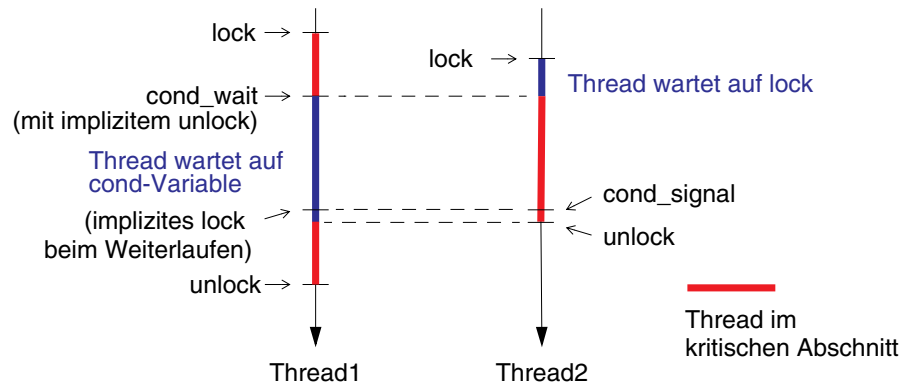 lock
cond_wait
(mit implizitem unlock)
Thread wartet auf
cond-Variable
(implizites lock
beim Weiterlaufen)
unlock
Thread1
lock
Thread wartet auf lock
cond_signal
unlock
Thread2
Thread im
kritischen Abschnitt